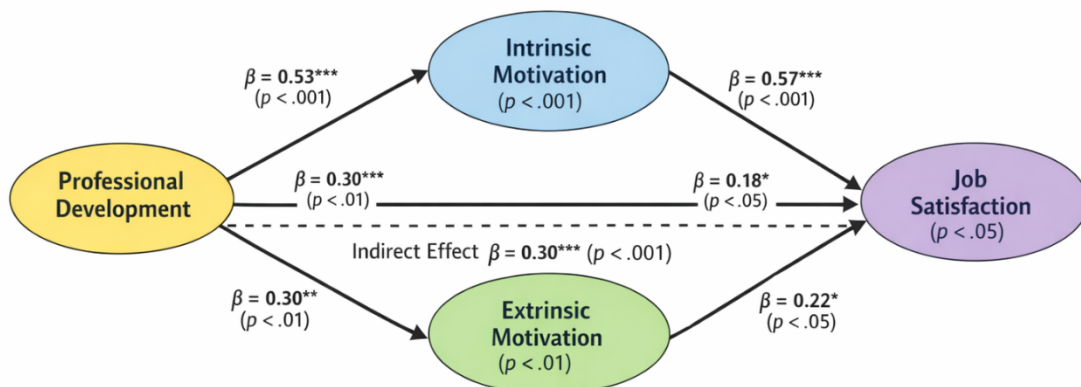 Intrinsic
Motivation
(p < .001)
β = 0.53***
(p < .001)
β = 0.57***
(p < .001)
Professional
Development
β = 0.30***
(p < .01)
β = 0.18*
(p < .05)
Job
Satisfaction
(p < .05)
Indirect Effect β = 0.30*** (p < .001)
β = 0.30**
(p < .01)
Extrinsic
Motivation
(p < .01)
β = 0.22*
(p < .05)